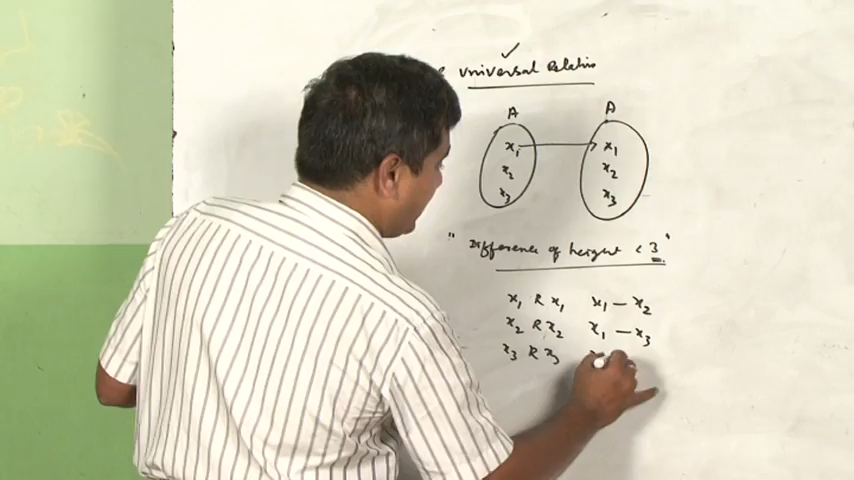 ✓
Universal Relation
A A
x₁ x₁
x₂ x₂
x₃ x₃
"Difference of height < 3"
x₁ R x₁ x₁ — x₂
x₂ R x₂ x₁ — x₃
x₃ R x₃